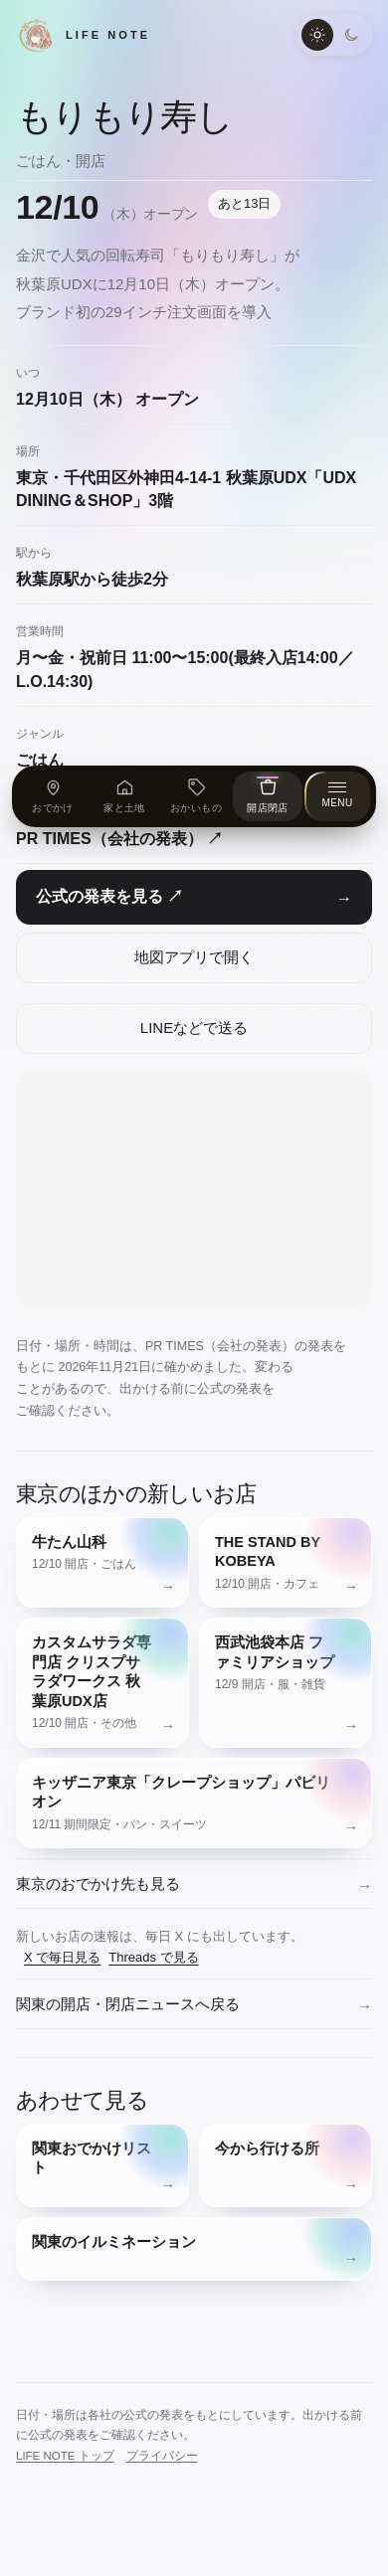 LIFE NOTE
もりもり寿し
ごはん・開店
12/10（木）オープン あと13日
金沢で人気の回転寿司「もりもり寿し」が
秋葉原UDXに12月10日（木）オープン。
ブランド初の29インチ注文画面を導入
いつ
12月10日（木） オープン
場所
東京・千代田区外神田4-14-1 秋葉原UDX「UDX
DINING＆SHOP」3階
駅から
秋葉原駅から徒歩2分
営業時間
月〜金・祝前日 11:00〜15:00(最終入店14:00／
L.O.14:30)
ジャンル
ごはん
おでかけ 家と土地 おかいもの 開店閉店 MENU
PR TIMES（会社の発表） ↗
公式の発表を見る ↗ →
地図アプリで開く
LINEなどで送る
日付・場所・時間は、PR TIMES（会社の発表）の発表を
もとに 2026年11月21日に確かめました。変わる
ことがあるので、出かける前に公式の発表を
ご確認ください。
東京のほかの新しいお店
牛たん山口
12/10 開店・ごはん
→
THE STAND BY
KOBEYA
12/10 開店・カフェ →
カスタムサラダ専
門店 クリスプサ
ラダワークス 秋
葉原UDX店
12/10 開店・その他 →
西武池袋本店 フ
ァミリアショップ
12/9 開店・服・雑貨
→
キッザニア東京「クレープショップ」パビリ
オン
12/11 期間限定・パン・スイーツ →
東京のおでかけ先も見る →
新しいお店の速報は、毎日 X にも出しています。
X で毎日見る Threads で見る
関東の開店・閉店ニュースへ戻る →
あわせて見る
関東おでかけリス
ト
→
今から行ける所
→
関東のイルミネーション
→
日付・場所は各社の公式の発表をもとにしています。出かける前
に公式の発表をご確認ください。
LIFE NOTE トップ プライバシー